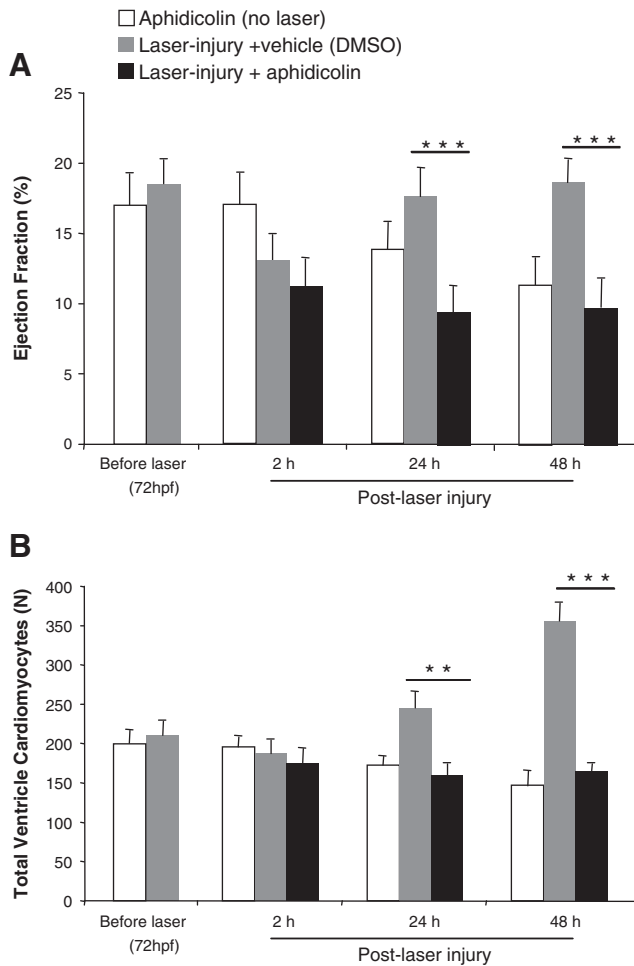 Aphidicolin (no laser)
Laser-injury +vehicle (DMSO)
Laser-injury + aphidicolin
A
Ejection Fraction (%)
25
20
15
10
5
0
* * *
* * *
Before laser
(72hpf)
2 h
24 h
48 h
Post-laser injury
B
Total Ventricle Cardiomyocytes (N)
400
350
300
250
200
150
100
50
0
* *
* * *
Before laser
(72hpf)
2 h
24 h
48 h
Post-laser injury